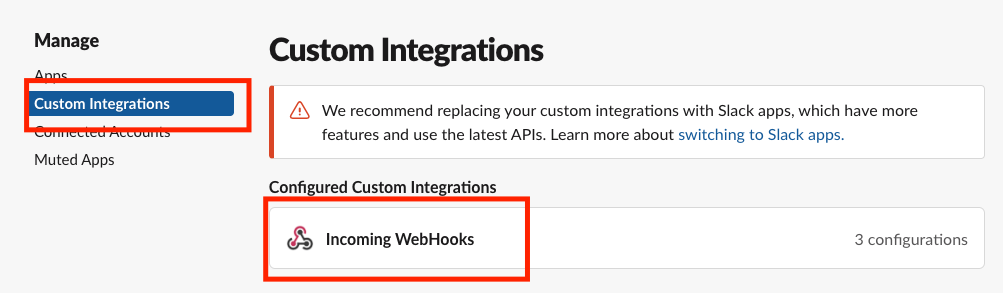 Manage
Apps
Custom Integrations
Connected Accounts
Muted Apps
Custom Integrations
We recommend replacing your custom integrations with Slack apps, which have more
features and use the latest APIs. Learn more about switching to Slack apps.
Configured Custom Integrations
Incoming WebHooks
3 configurations